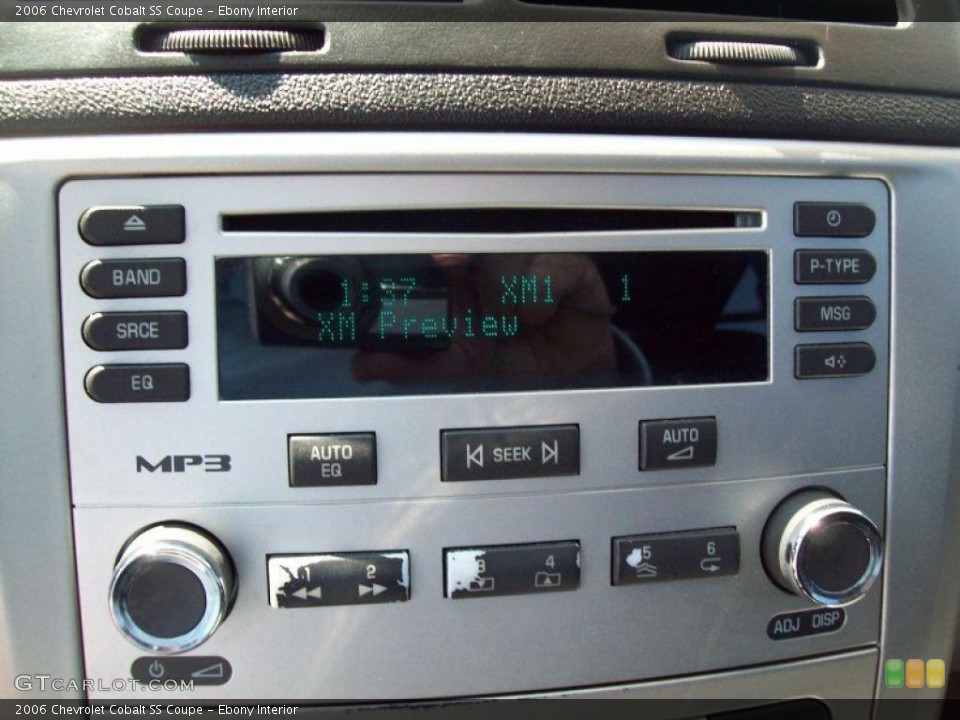 2006 Chevrolet Cobalt SS Coupe – Ebony Interior
BAND
SRCE
EQ
1:37 XM1 1
XM Preview
P-TYPE
MSG
MP3
AUTO EQ
SEEK
AUTO
1 2
3 4
5 6
ADJ DISP
GTCARLOT.COM
2006 Chevrolet Cobalt SS Coupe – Ebony Interior